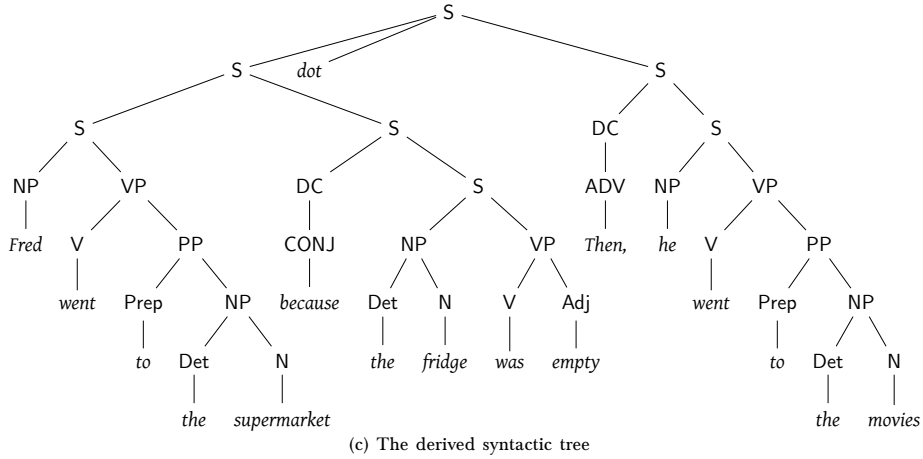 S
S dot S
S S DC S
NP VP DC S ADV NP VP
Fred V PP CONJ NP VP Then, he V PP
went Prep NP because Det N V Adj went Prep NP
to Det N the fridge was empty to Det N
the supermarket the movies
(c) The derived syntactic tree